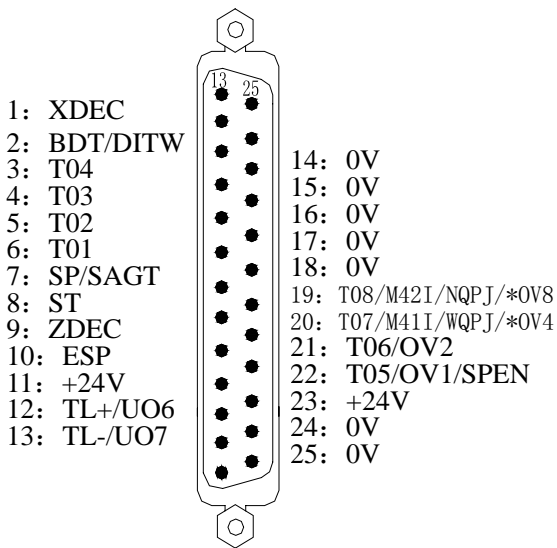 13
25
1：XDEC
2：BDT/DITW
3：T04
4：T03
5：T02
6：T01
7：SP/SAGT
8：ST
9：ZDEC
10：ESP
11：+24V
12：TL+/UO6
13：TL-/UO7
14：0V
15：0V
16：0V
17：0V
18：0V
19：T08/M42I/NQPJ/*OV8
20：T07/M41I/WQPJ/*OV4
21：T06/OV2
22：T05/OV1/SPEN
23：+24V
24：0V
25：0V